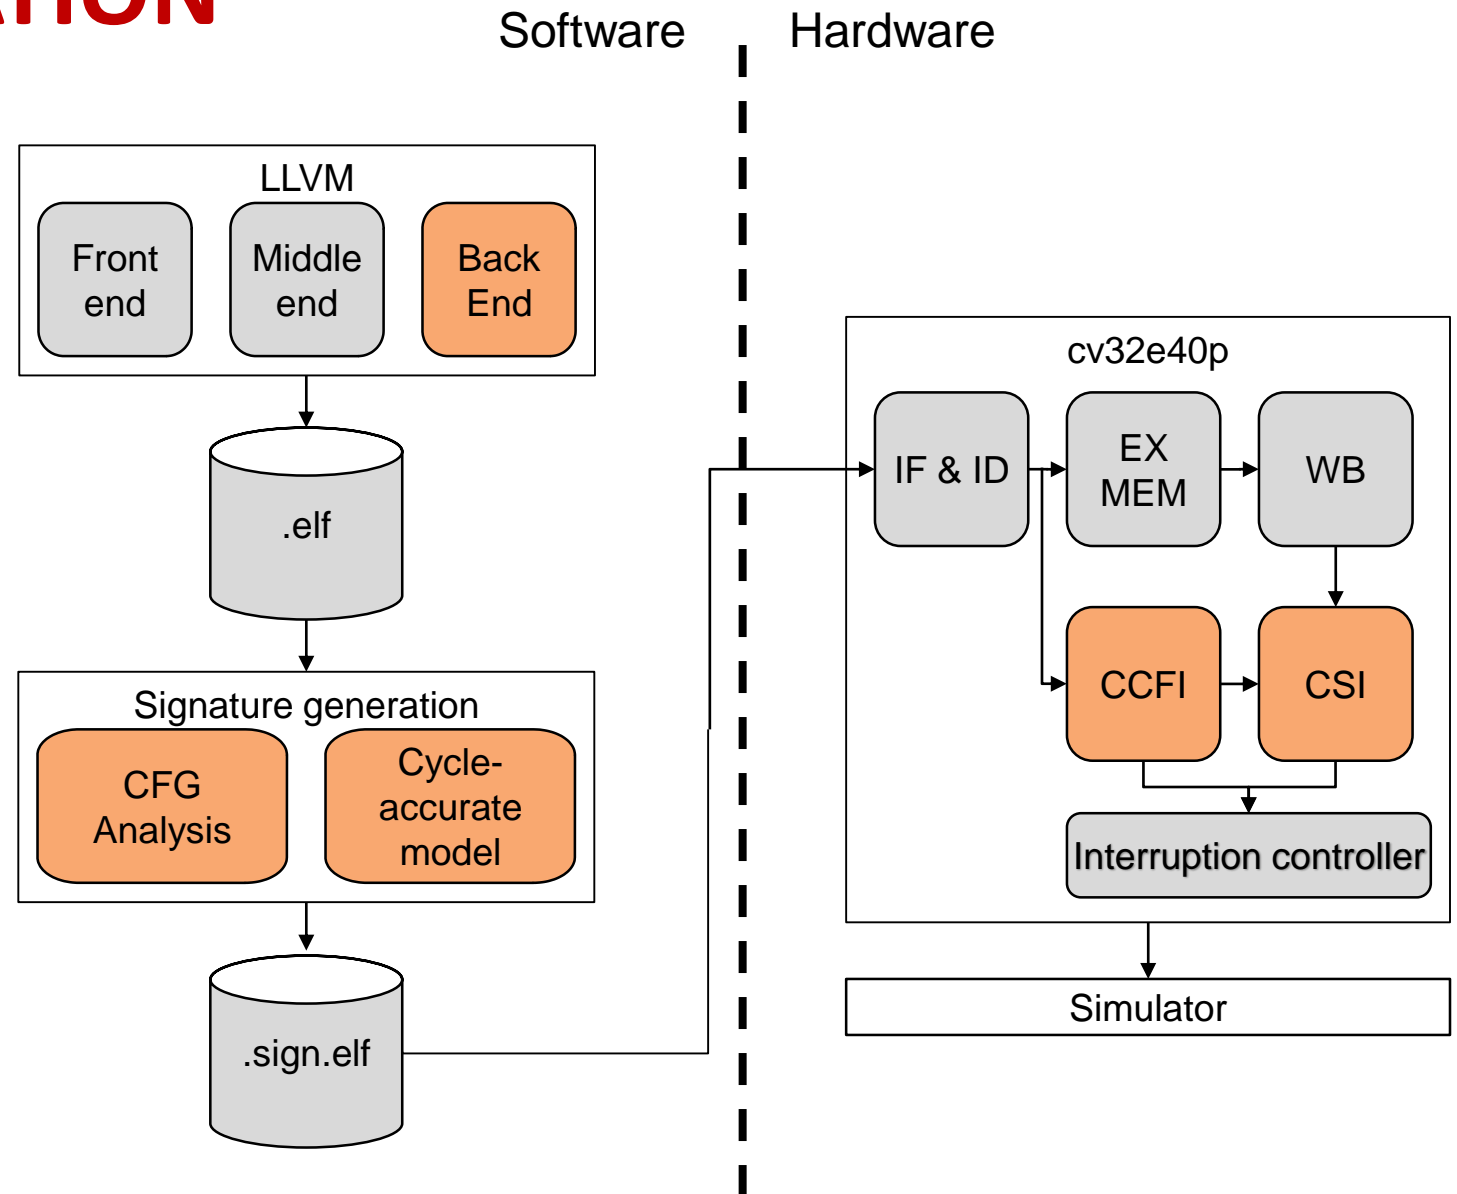 Software
Hardware
LLVM
Front
end
Middle
end
Back
End
.elf
Signature generation
CFG
Analysis
Cycle-
accurate
model
.sign.elf
cv32e40p
IF & ID
EX
MEM
WB
CCFI
CSI
Interruption controller
Simulator